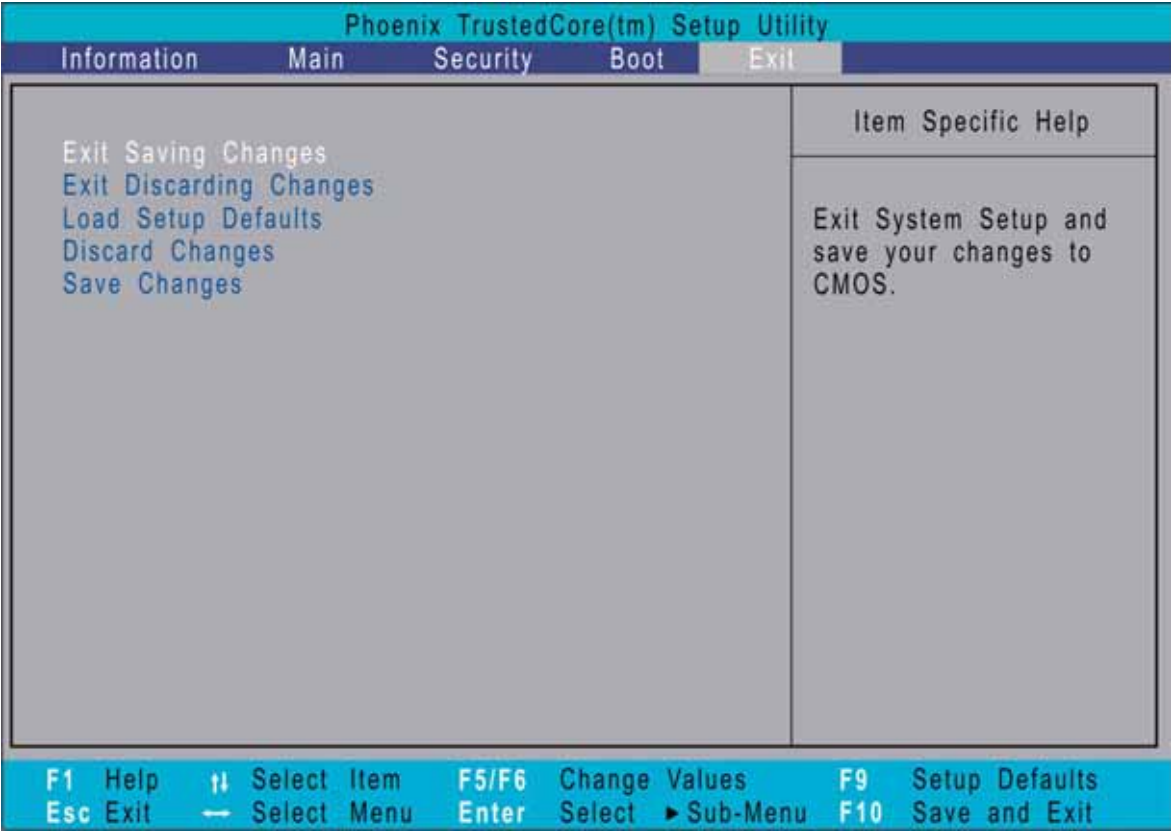 Phoenix TrustedCore(tm) Setup Utility
Information Main Security Boot Exit
Item Specific Help
Exit Saving Changes
Exit Discarding Changes
Load Setup Defaults
Discard Changes
Save Changes
Exit System Setup and
save your changes to
CMOS.
F1 Help ↑↓ Select Item F5/F6 Change Values F9 Setup Defaults
Esc Exit ↔ Select Menu Enter Select ►Sub-Menu F10 Save and Exit